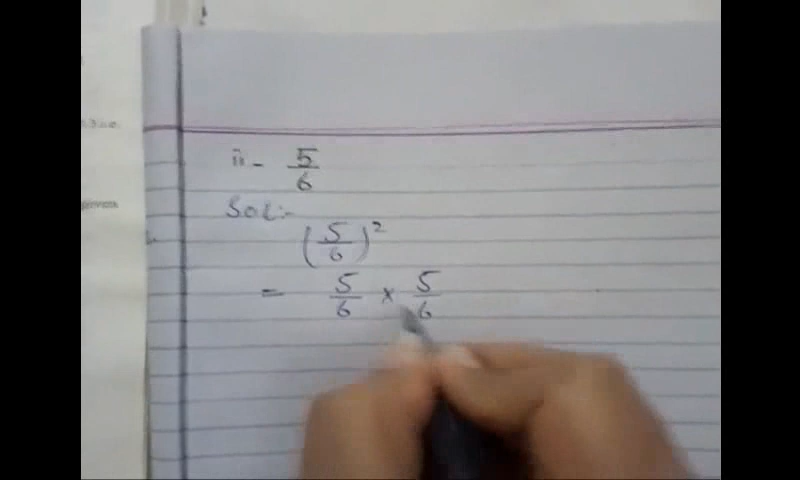 ii- 5/6
Sol:-
(5/6)²
= 5/6 × 5/6